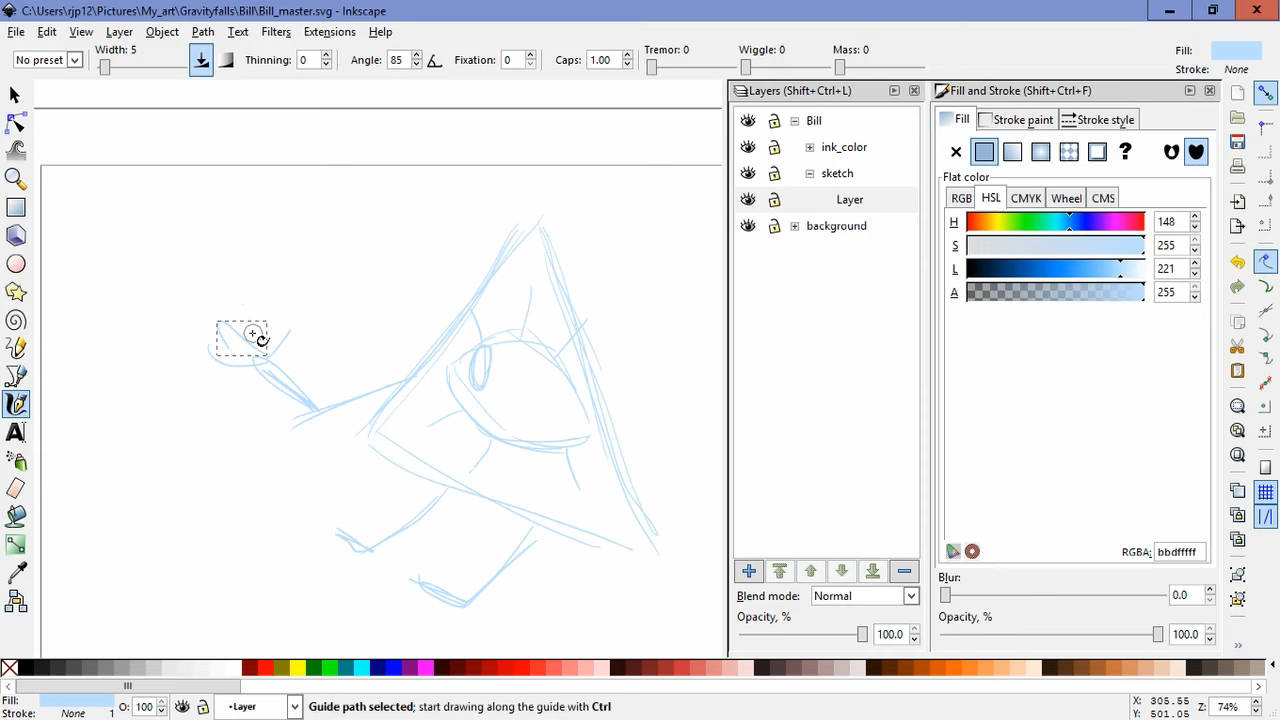 C:\Users\rjp12\Pictures\My_art\Gravityfalls\Bill\Bill_master.svg - Inkscape
File Edit View Layer Object Path Text Filters Extensions Help
No preset Width: 5 Thinning: 0 Angle: 85 Fixation: 0 Caps: 1.00 Tremor: 0 Wiggle: 0 Mass: 0 Fill:
Stroke: None
Layers (Shift+Ctrl+L)
Bill
ink_color
sketch
Layer
background
Blend mode: Normal
Opacity, %
100.0
Fill and Stroke (Shift+Ctrl+F)
Fill Stroke paint Stroke style
Flat color
RGB HSL CMYK Wheel CMS
H 148
S 255
L 221
A 255
RGBA: bbdfffff
Blur:
0.0
Opacity, %
100.0
Fill:
Stroke: None 1 O: 100 •Layer Guide path selected; start drawing along the guide with Ctrl
X: 305.55
Y: 501.05
Z: 74%